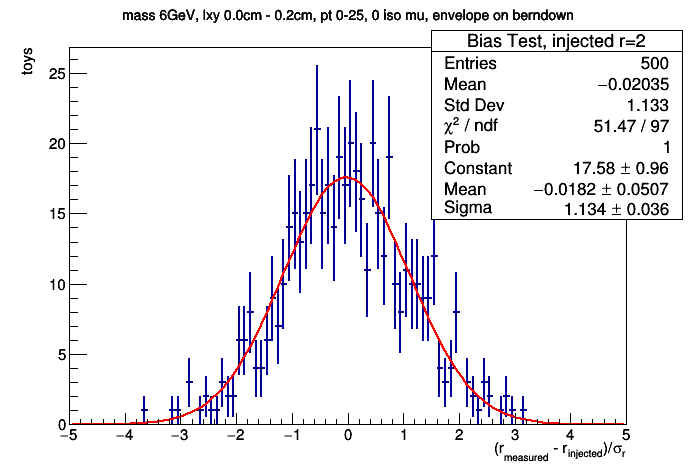 mass 6GeV, lxy 0.0cm - 0.2cm, pt 0-25, 0 iso mu, envelope on berndown
toys
Bias Test, injected r=2
Entries 500
Mean −0.02035
Std Dev 1.133
χ² / ndf 51.47 / 97
Prob 1
Constant 17.58 ± 0.96
Mean −0.0182 ± 0.0507
Sigma 1.134 ± 0.036
25
20
15
10
5
0
−5 −4 −3 −2 −1 0 1 2 3 4 5
(r_measured - r_injected)/σ_r